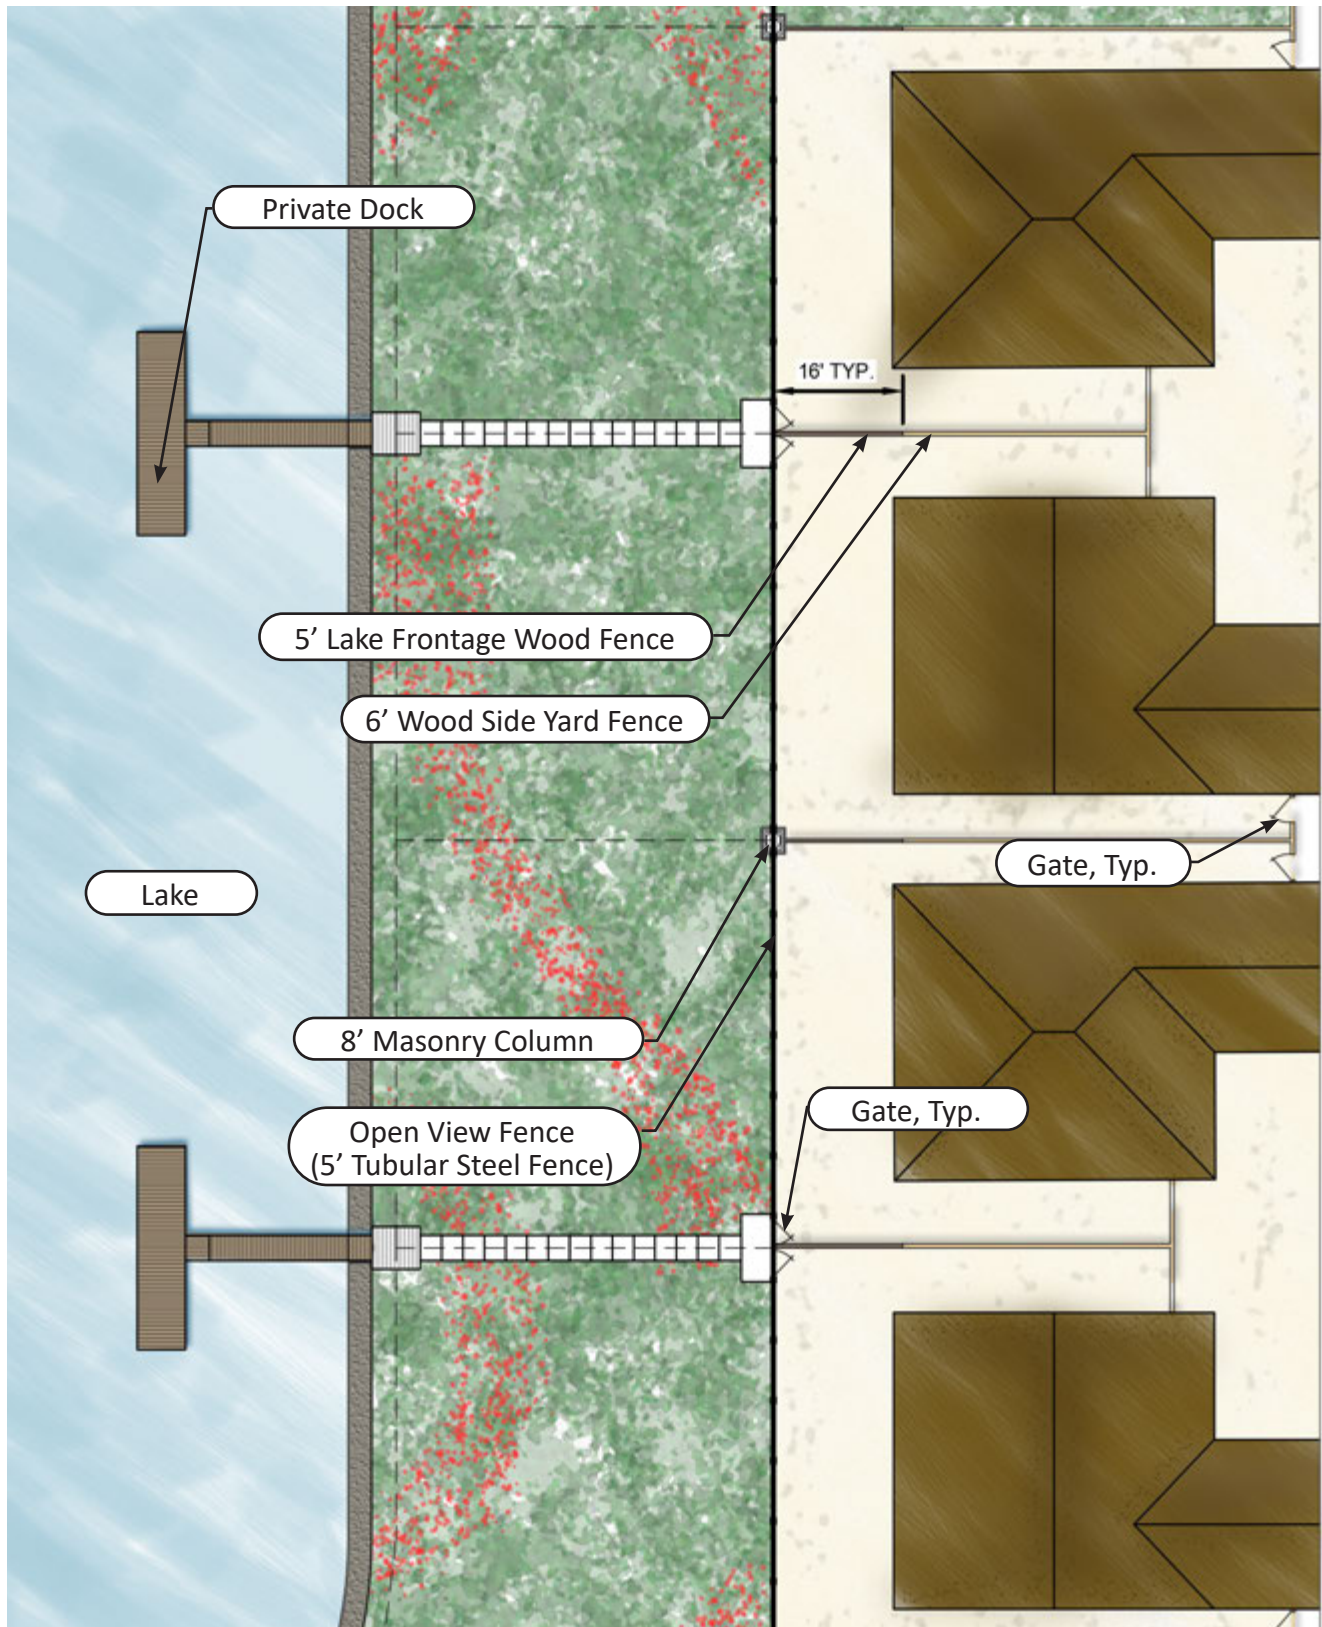 Private Dock
16' TYP.
5’ Lake Frontage Wood Fence
6’ Wood Side Yard Fence
Gate, Typ.
Lake
8’ Masonry Column
Gate, Typ.
Open View Fence
(5’ Tubular Steel Fence)